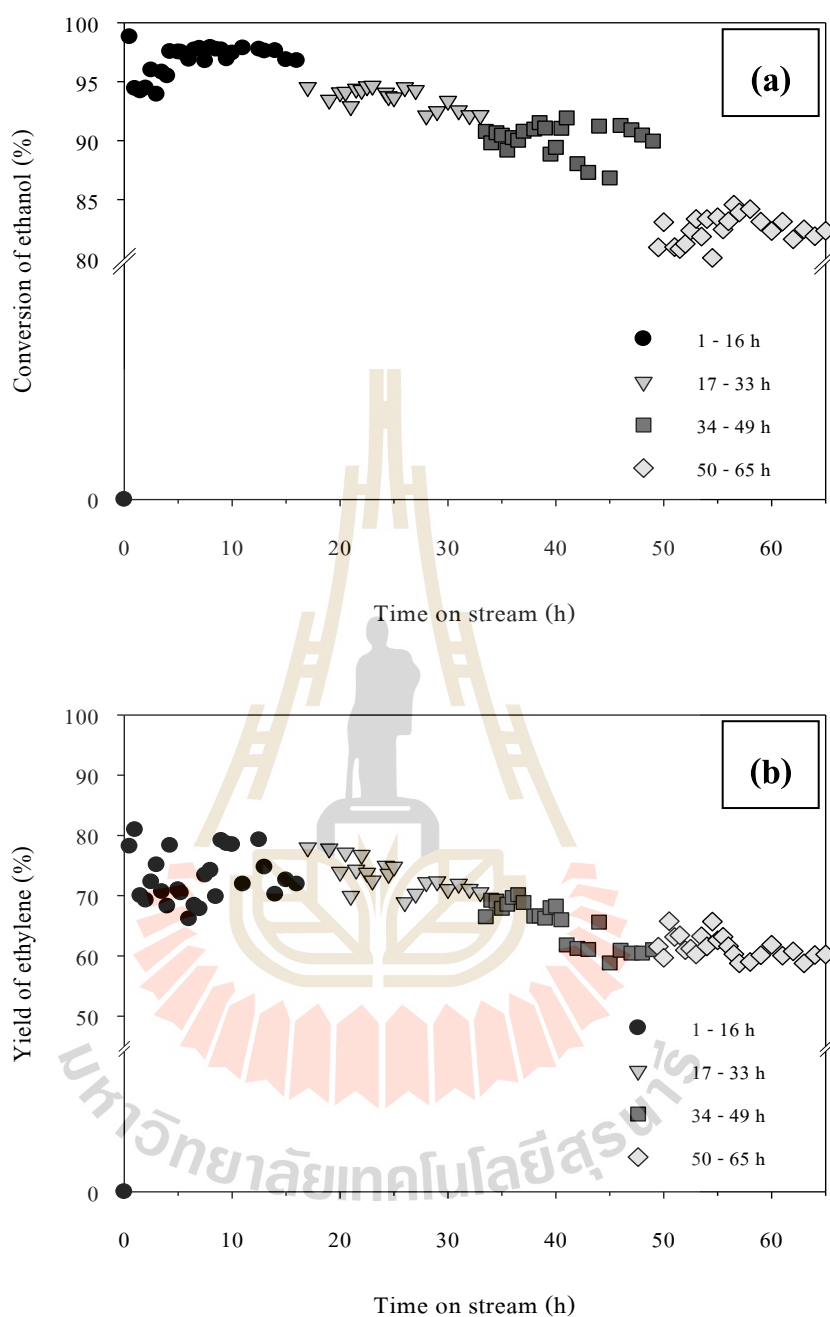 100
(a)
95
90
85
80
Conversion of ethanol (%)
1 - 16 h
17 - 33 h
34 - 49 h
50 - 65 h
0
0 10 20 30 40 50 60
Time on stream (h)
100
(b)
90
80
70
60
50
Yield of ethylene (%)
1 - 16 h
17 - 33 h
34 - 49 h
50 - 65 h
มหาวิทยาลัยเทคโนโลยีสุรนารี
0
0 10 20 30 40 50 60
Time on stream (h)